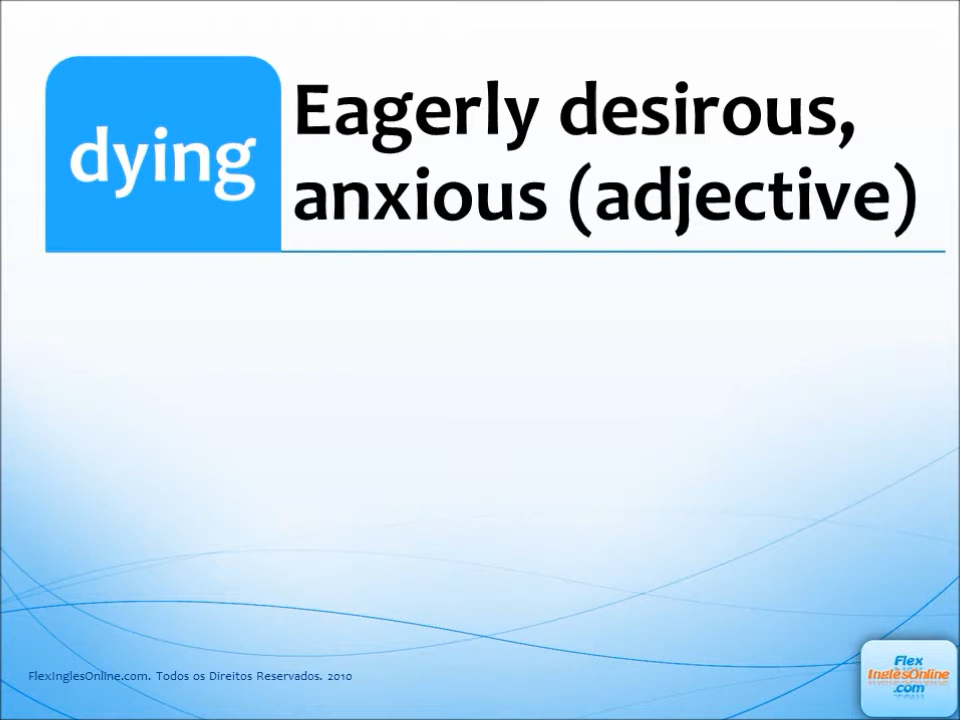 dying
Eagerly desirous,
anxious (adjective)
FlexInglesOnline.com. Todos os Direitos Reservados. 2010
Flex
InglesOnline
.com